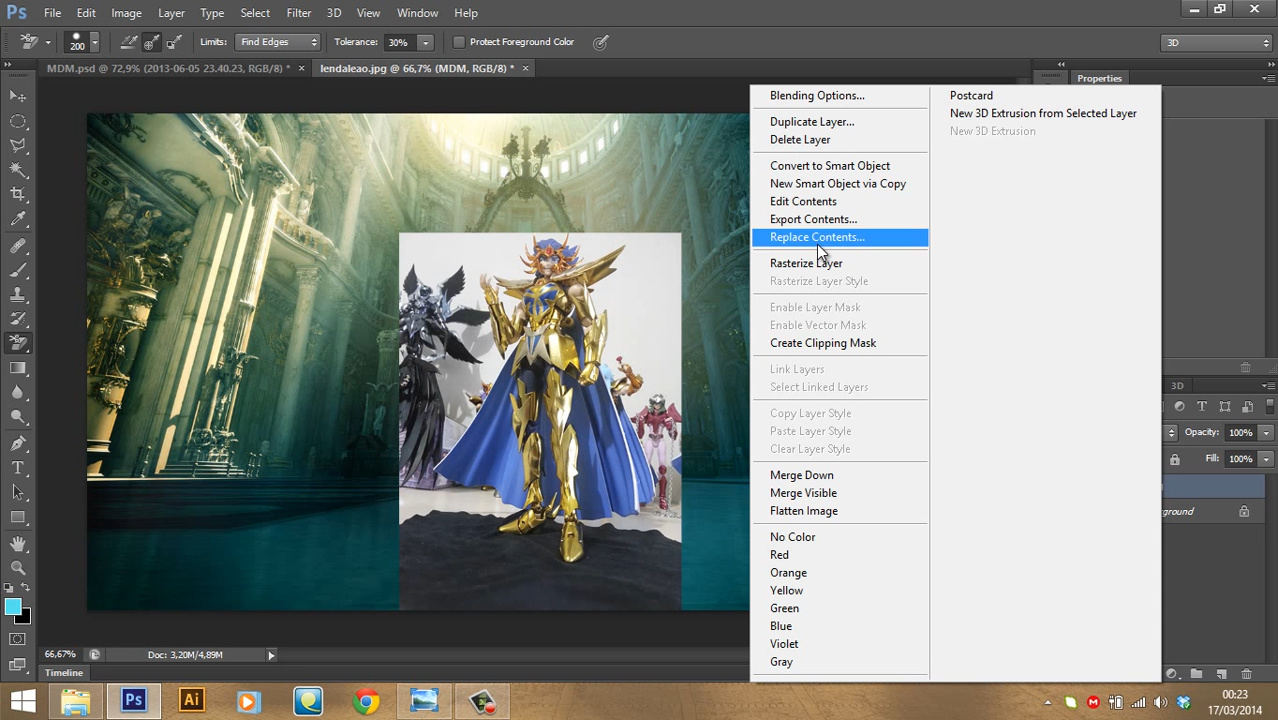 Ps File Edit Image Layer Type Select Filter 3D View Window Help
200 Limits: Find Edges Tolerance: 30% Protect Foreground Color 3D
MDM.psd @ 72,9% (2013-06-05 23.40.23, RGB/8) * × lendaleao.jpg @ 66,7% (MDM, RGB/8) * ×
Properties
Blending Options...
Duplicate Layer...
Delete Layer
Convert to Smart Object
New Smart Object via Copy
Edit Contents
Export Contents...
Replace Contents...
Rasterize Layer
Rasterize Layer Style
Enable Layer Mask
Enable Vector Mask
Create Clipping Mask
Link Layers
Select Linked Layers
Copy Layer Style
Paste Layer Style
Clear Layer Style
Merge Down
Merge Visible
Flatten Image
No Color
Red
Orange
Yellow
Green
Blue
Violet
Gray
Postcard
New 3D Extrusion from Selected Layer
New 3D Extrusion
3D
Opacity: 100%
Fill: 100%
ground
66,67% Doc: 3,20M/4,89M
Timeline
Ps Ai
00:23
17/03/2014